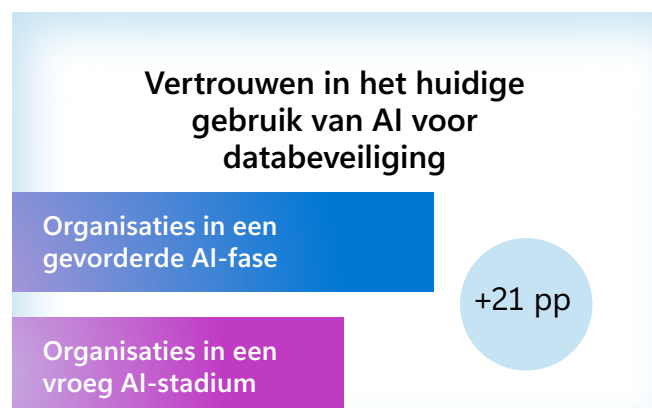 Vertrouwen in het huidige
gebruik van AI voor
databeveiliging
Organisaties in een
gevorderde AI-fase
+21 pp
Organisaties in een
vroeg AI-stadium